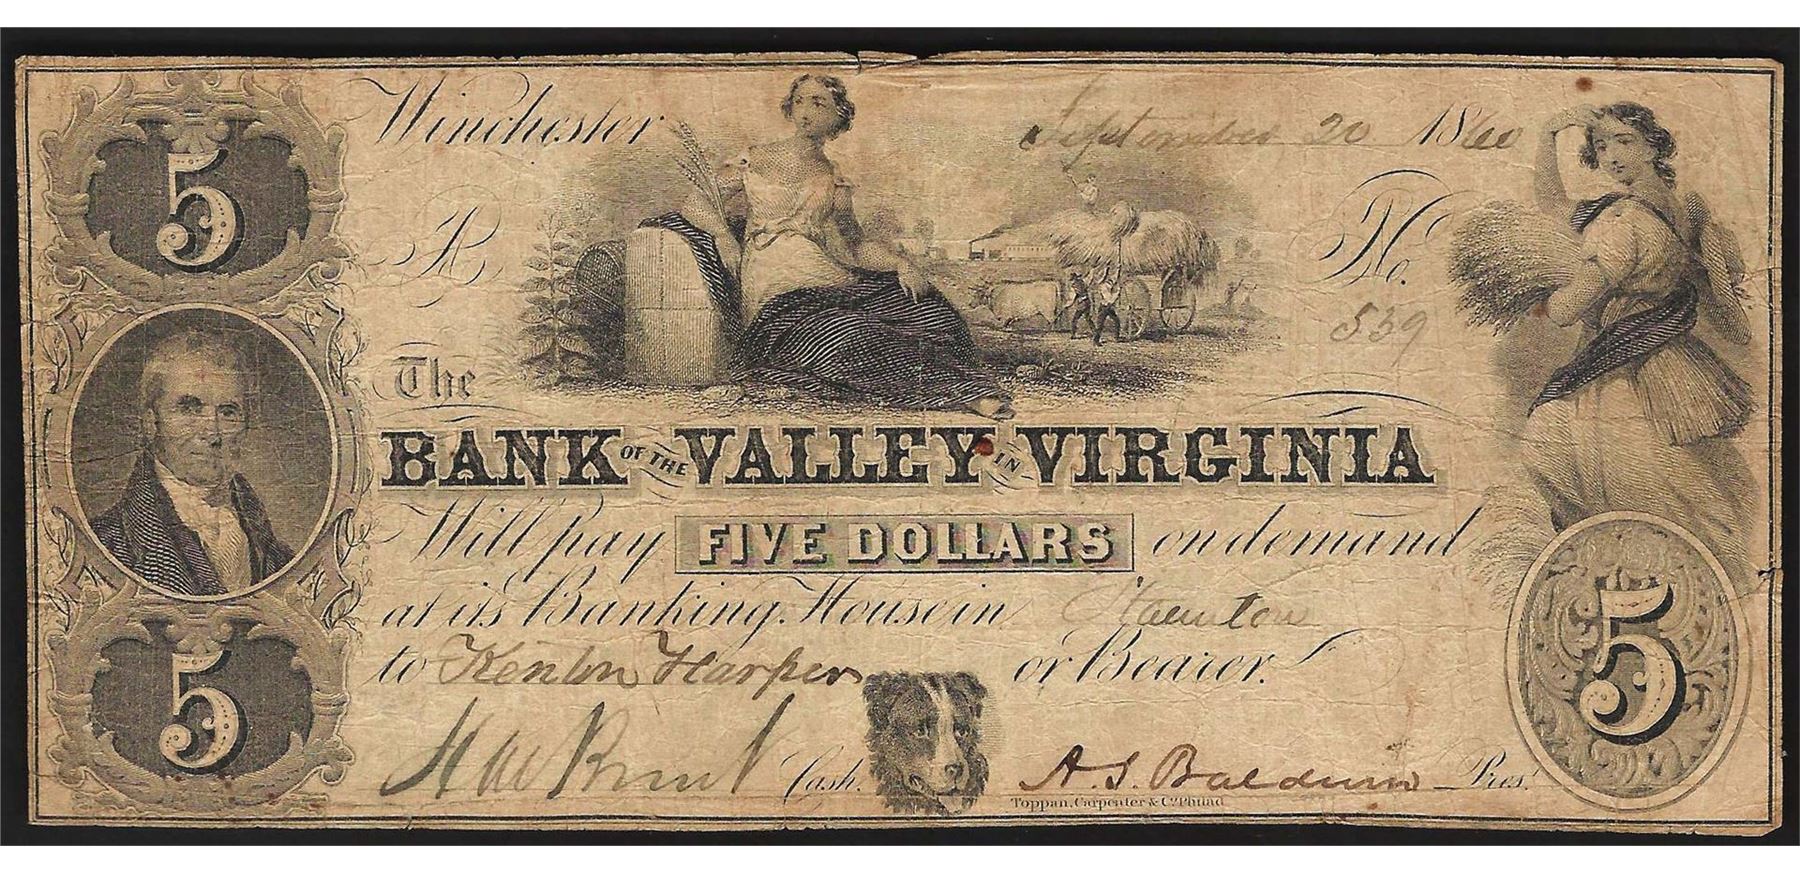 5
Winchester September 20 1860
A No.
539
The
BANK OF THE VALLEY IN VIRGINIA
Will pay FIVE DOLLARS on demand
at its Banking House in Staunton
to Kenton Harper or Bearer.
5
5
Cash. A. S. Baldwin Pres't
Toppan, Carpenter & Co. Philad